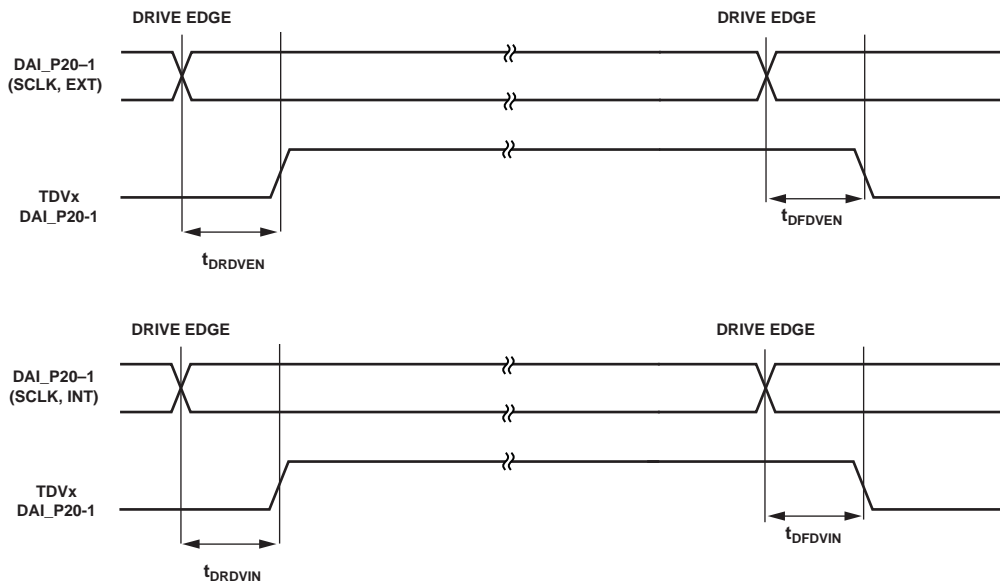 DRIVE EDGE DRIVE EDGE
DAI_P20–1
(SCLK, EXT)
TDVx
DAI_P20-1
tDFDVEN
tDRDVEN
DRIVE EDGE DRIVE EDGE
DAI_P20–1
(SCLK, INT)
TDVx
DAI_P20-1
tDFDVIN
tDRDVIN